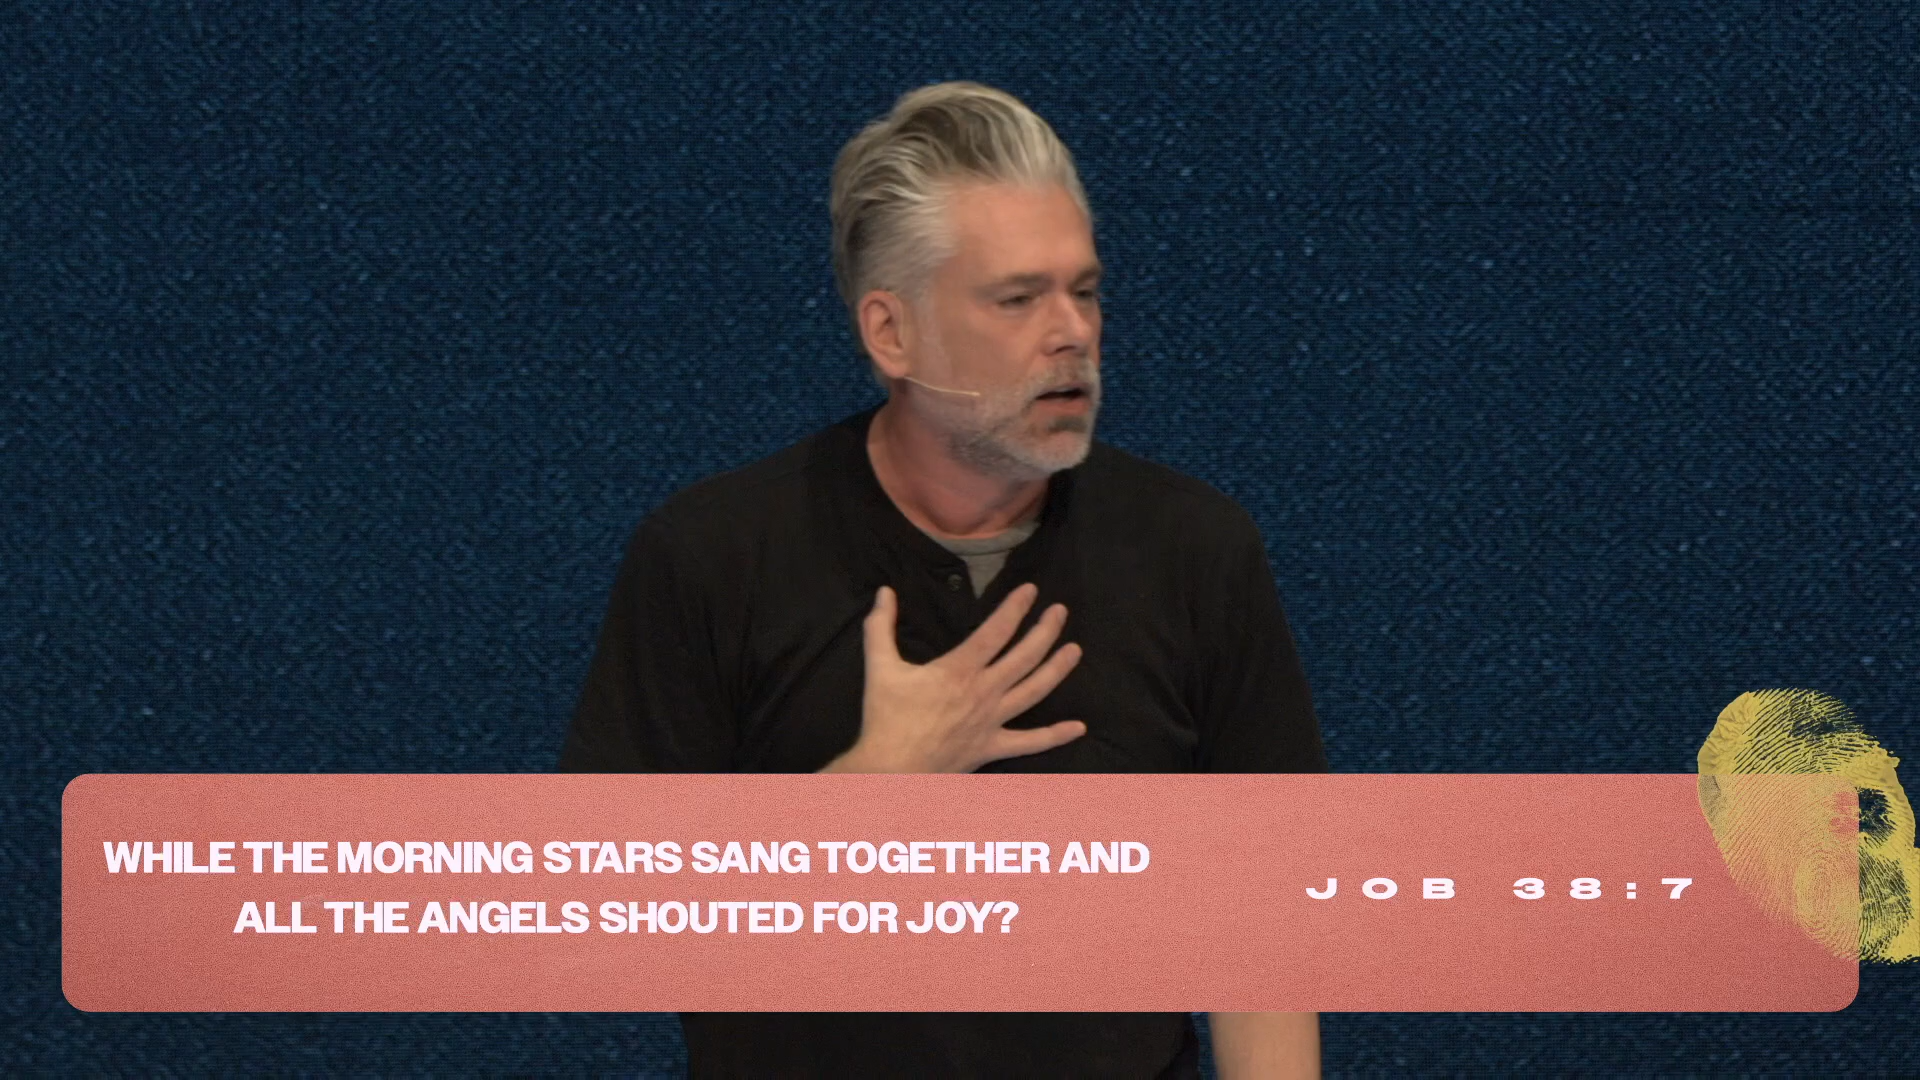 WHILE THE MORNING STARS SANG TOGETHER AND
ALL THE ANGELS SHOUTED FOR JOY?
JOB 38:7